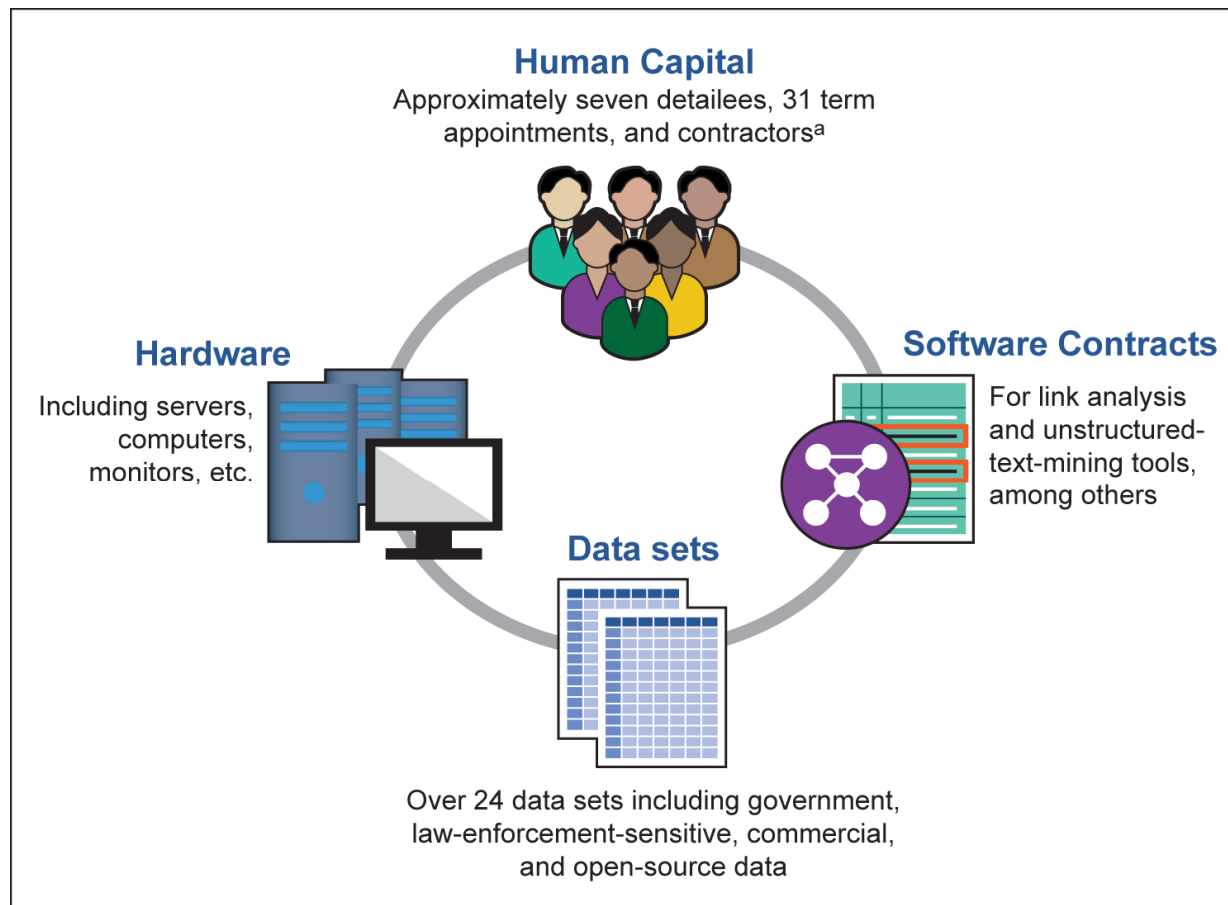 Human Capital
Approximately seven detailees, 31 term
appointments, and contractorsa
Hardware
Including servers,
computers,
monitors, etc.
Software Contracts
For link analysis
and unstructured-
text-mining tools,
among others
Data sets
Over 24 data sets including government,
law-enforcement-sensitive, commercial,
and open-source data